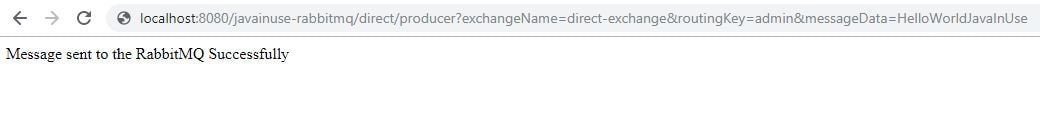 localhost:8080/javainuse-rabbitmq/direct/producer?exchangeName=direct-exchange&routingKey=admin&messageData=HelloWorldJavaInUse
Message sent to the RabbitMQ Successfully